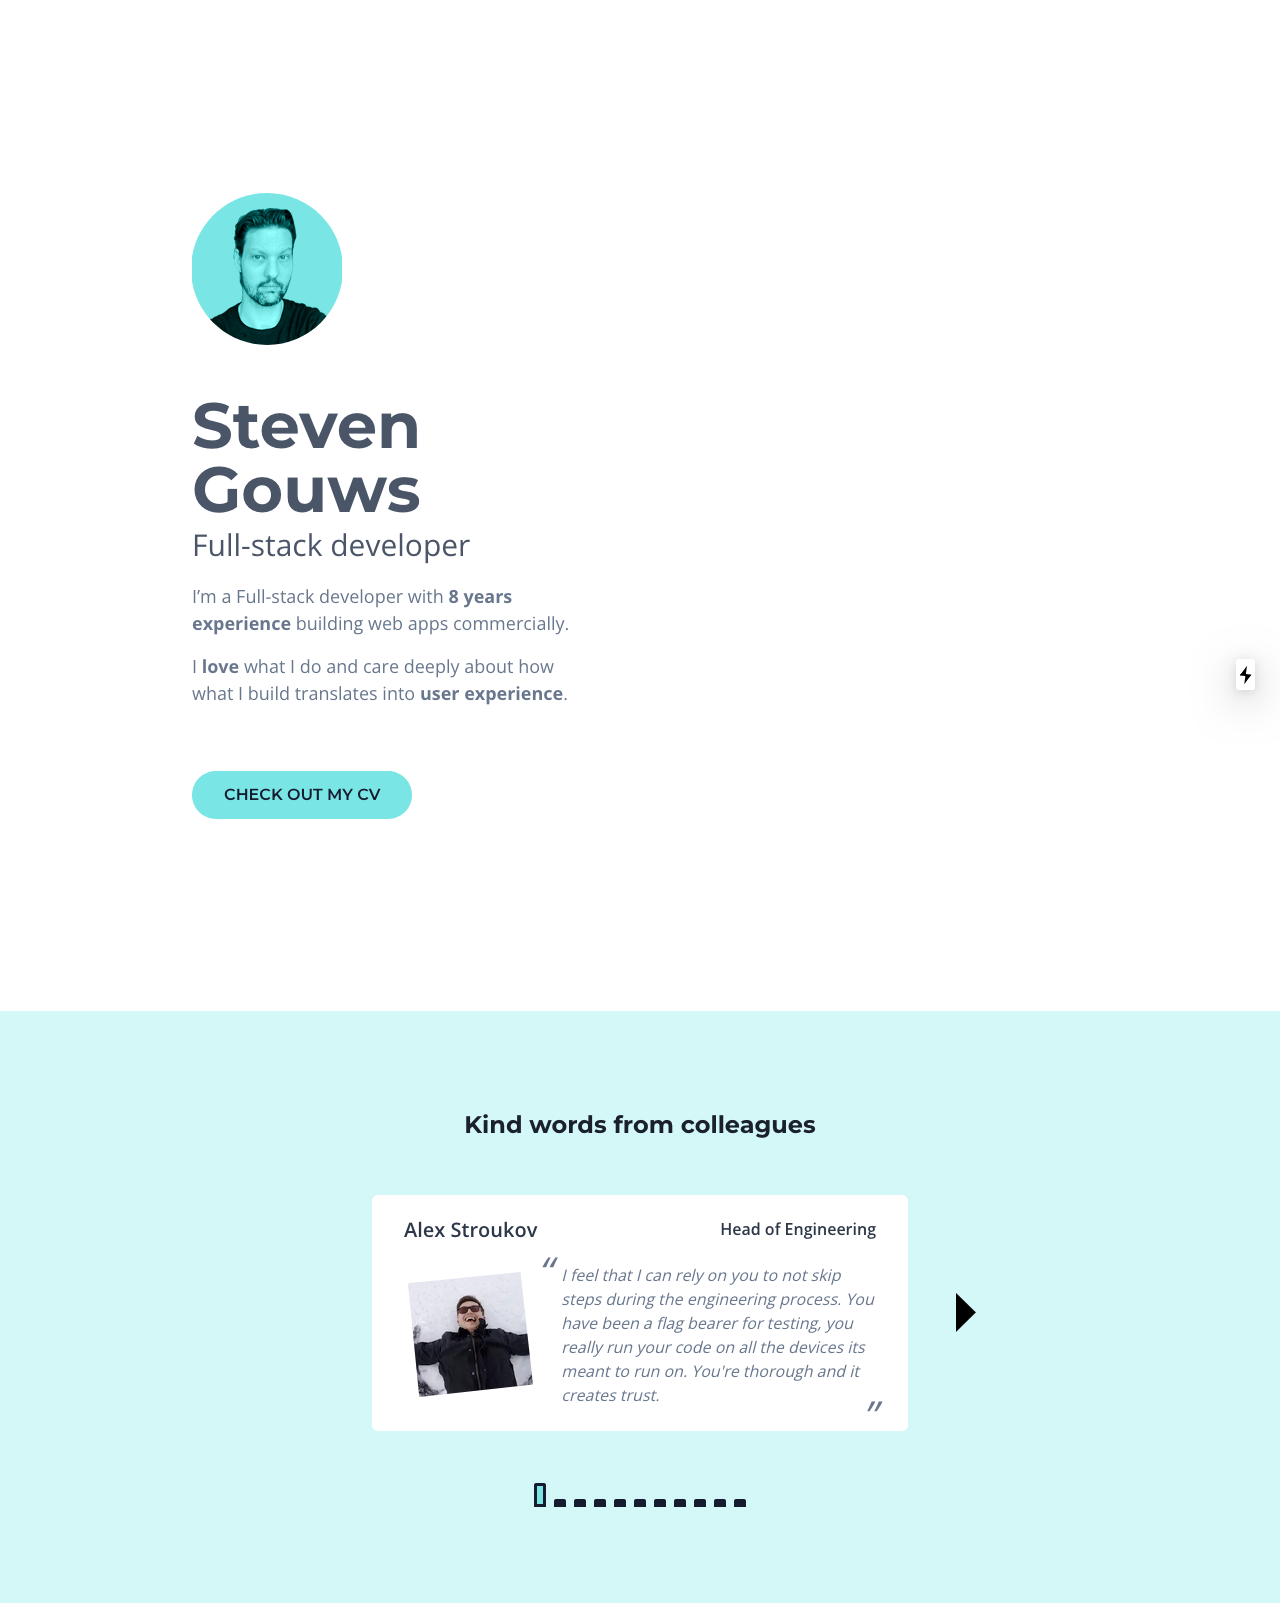 Steven
Gouws
Full-stack developer
I’m a Full-stack developer with 8 years
experience building web apps commercially.
I love what I do and care deeply about how
what I build translates into user experience.
CHECK OUT MY CV
Kind words from colleagues
Alex Stroukov
Head of Engineering
“ I feel that I can rely on you to not skip
steps during the engineering process. You
have been a flag bearer for testing, you
really run your code on all the devices its
meant to run on. You're thorough and it
creates trust. ”